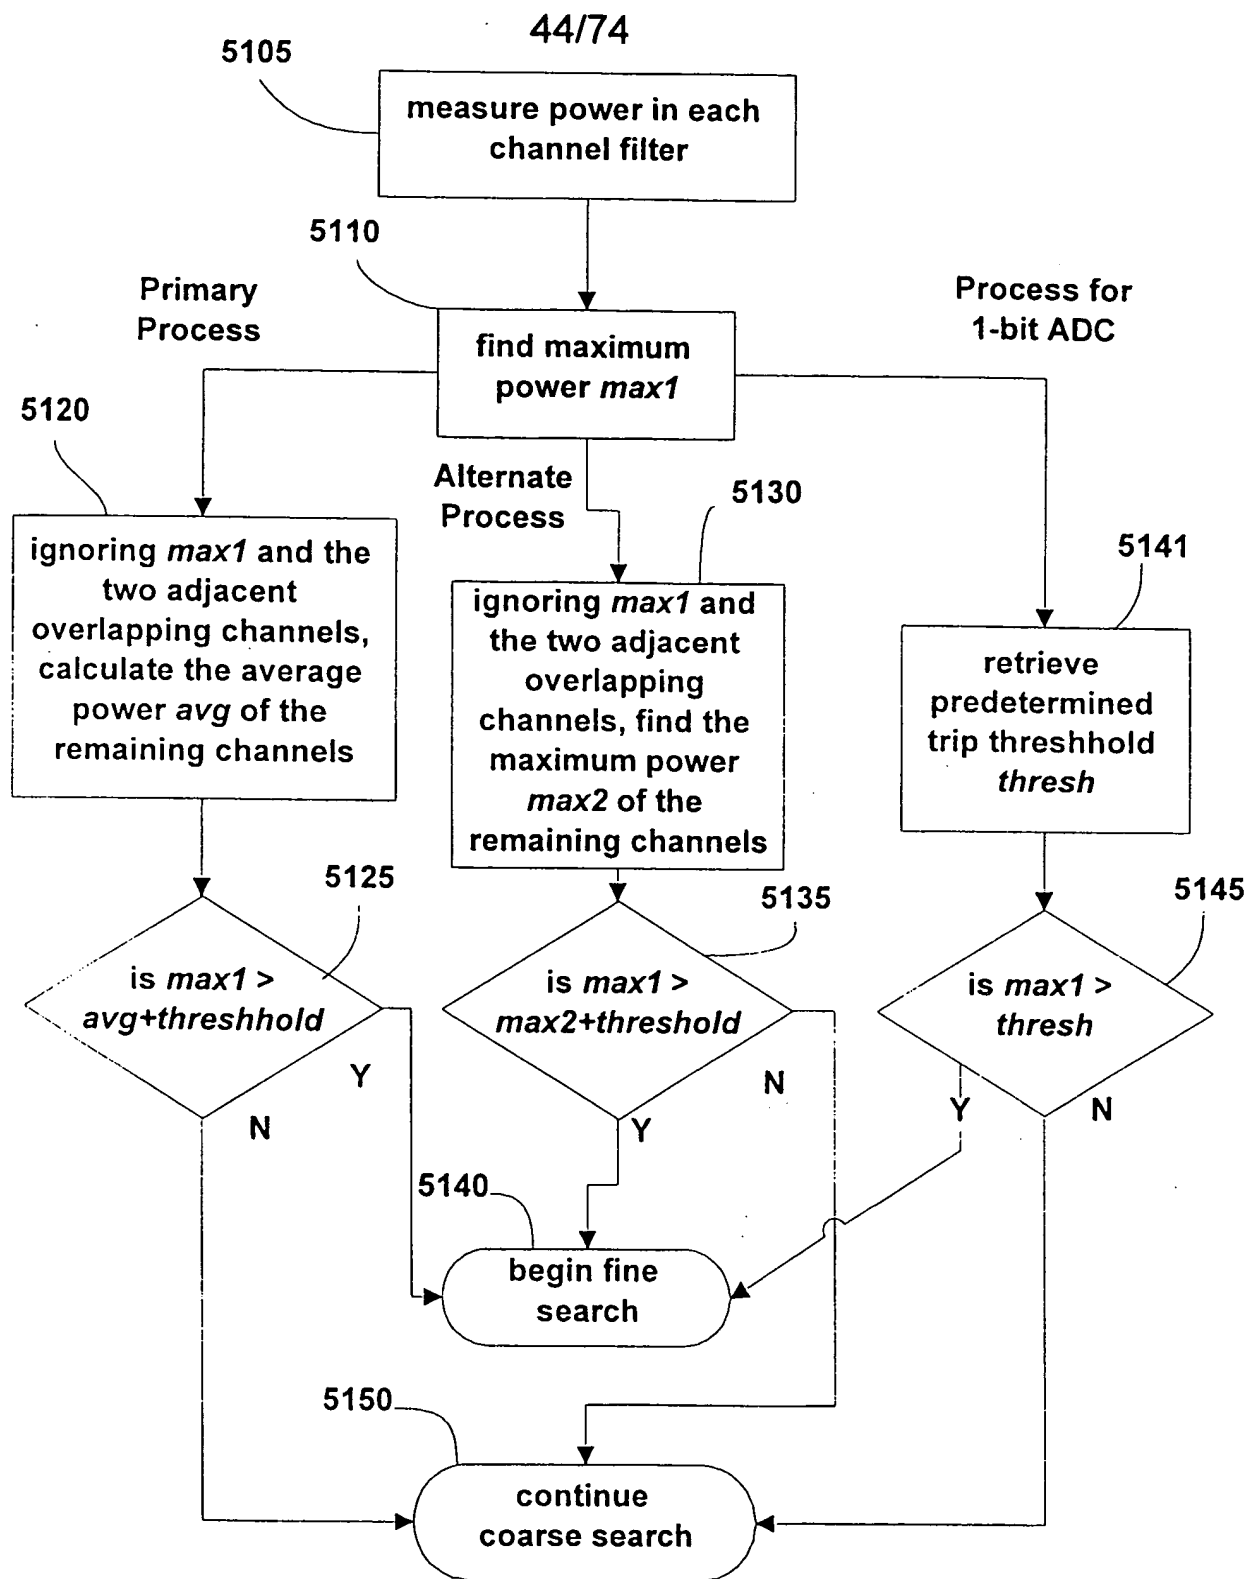 44/74
5105
measure power in each
channel filter
5110
Primary
Process
Process for
1-bit ADC
find maximum
power max1
5120
Alternate
Process
5130
5141
ignoring max1 and the
two adjacent
overlapping channels,
calculate the average
power avg of the
remaining channels
ignoring max1 and
the two adjacent
overlapping
channels, find the
maximum power
max2 of the
remaining channels
retrieve
predetermined
trip threshhold
thresh
5125
5135
5145
is max1 >
avg+threshhold
is max1 >
max2+threshold
is max1 >
thresh
Y
N
N
Y
Y
N
5140
begin fine
search
5150
continue
coarse search